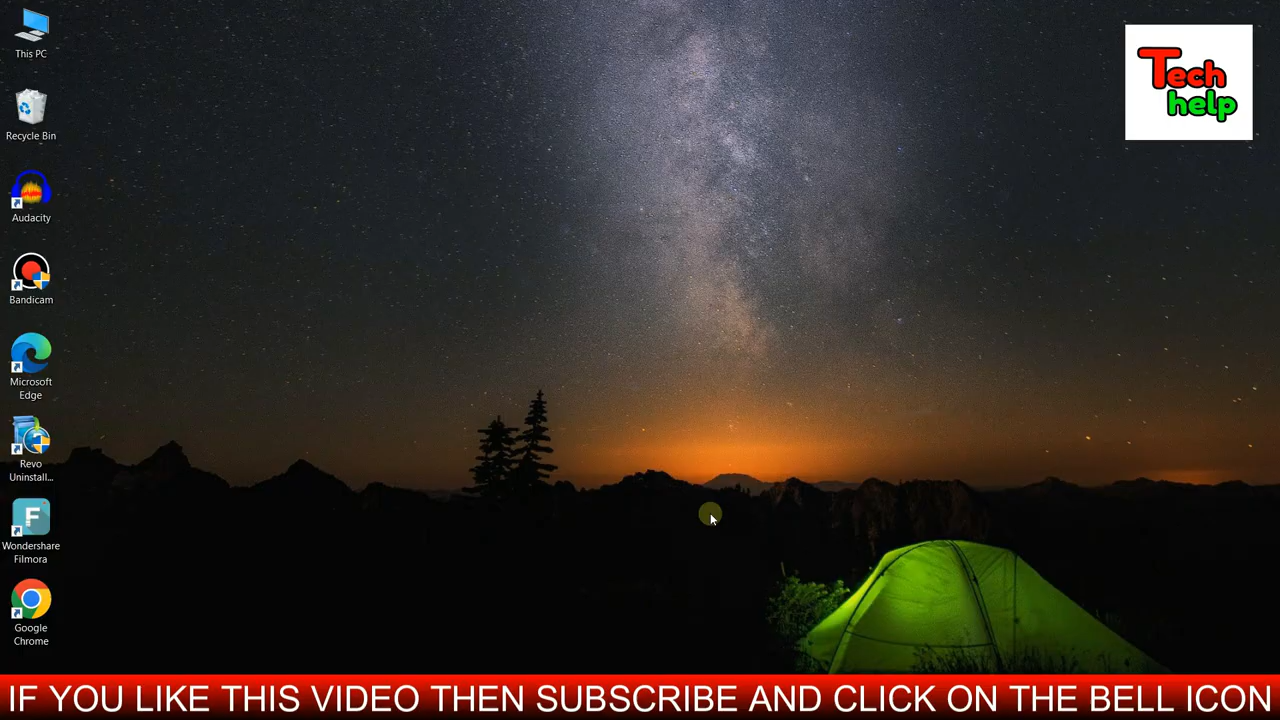 This PC
Recycle Bin
Audacity
Bandicam
Microsoft
Edge
Revo
Uninstall...
F
Wondershare
Filmora
Google
Chrome
Tech
help
IF YOU LIKE THIS VIDEO THEN SUBSCRIBE AND CLICK ON THE BELL ICON